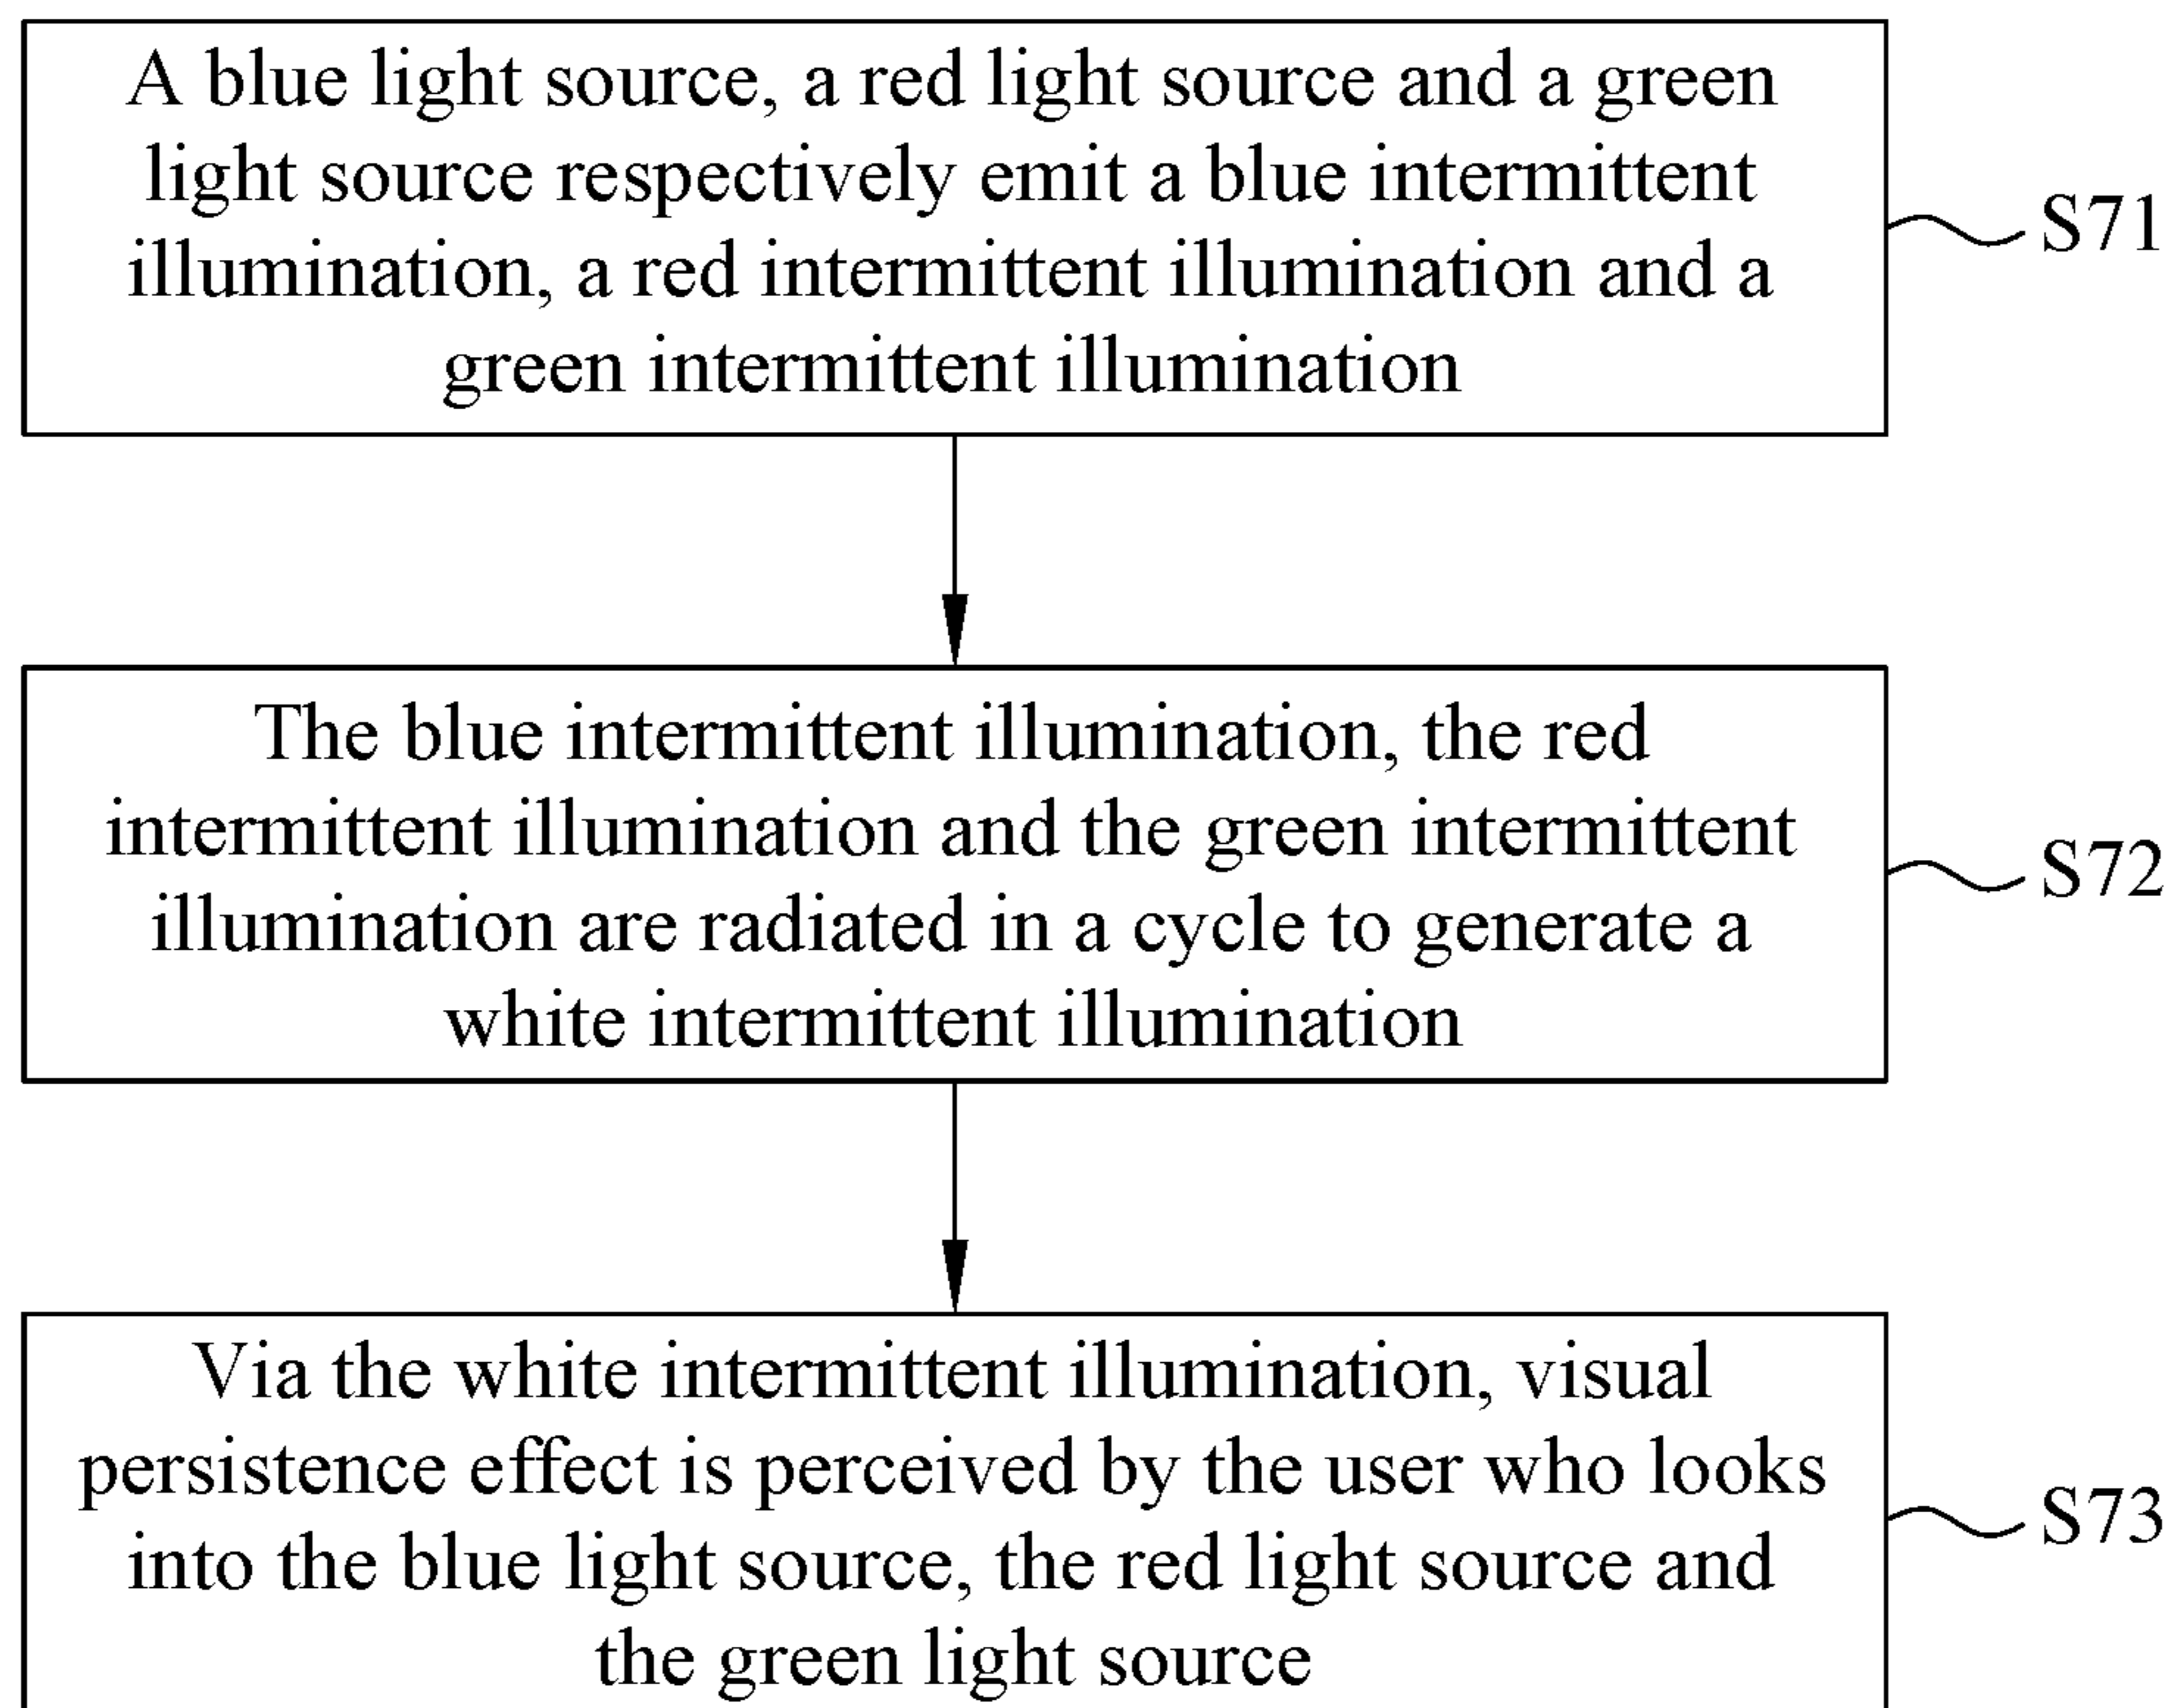 A blue light source, a red light source and a green
light source respectively emit a blue intermittent
illumination, a red intermittent illumination and a
green intermittent illumination
S71
The blue intermittent illumination, the red
intermittent illumination and the green intermittent
illumination are radiated in a cycle to generate a
white intermittent illumination
S72
Via the white intermittent illumination, visual
persistence effect is perceived by the user who looks
into the blue light source, the red light source and
the green light source
S73